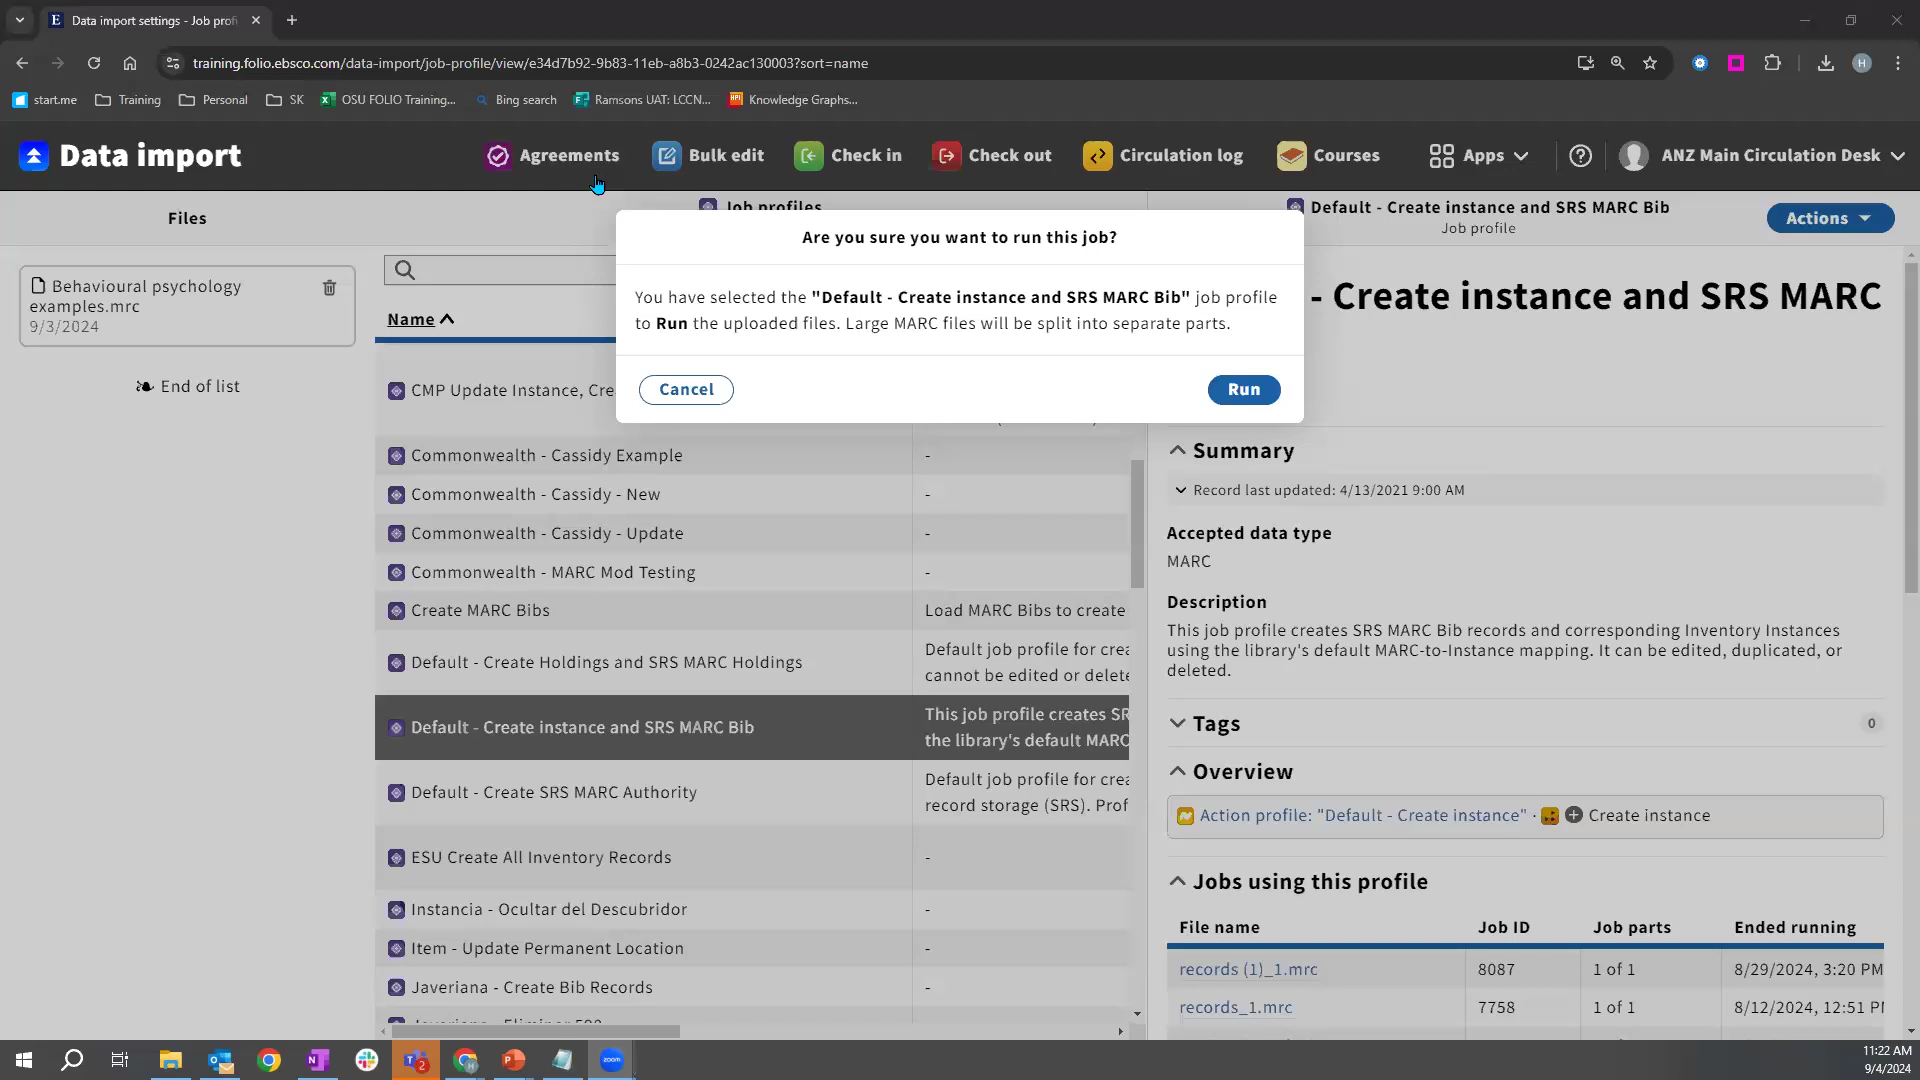 Data import settings - Job prof
training.folio.ebsco.com/data-import/job-profile/view/e34d7b92-9b83-11eb-a8b3-0242ac130003?sort=name
start.me Training Personal SK OSU FOLIO Training... Bing search Ramsons UAT: LCCN... Knowledge Graphs...
Data import Agreements Bulk edit Check in Check out Circulation log Courses Apps ANZ Main Circulation Desk
Files
Job profiles
Default - Create instance and SRS MARC Bib
Job profile
Actions
Behavioural psychology
examples.mrc
9/3/2024
End of list
Are you sure you want to run this job?
You have selected the "Default - Create instance and SRS MARC Bib" job profile
to Run the uploaded files. Large MARC files will be split into separate parts.
Cancel Run
Name
CMP Update Instance, Cre
Commonwealth - Cassidy Example -
Commonwealth - Cassidy - New -
Commonwealth - Cassidy - Update -
Commonwealth - MARC Mod Testing -
Create MARC Bibs Load MARC Bibs to create
Default - Create Holdings and SRS MARC Holdings
Default job profile for crea
cannot be edited or delete
Default - Create instance and SRS MARC Bib
This job profile creates SR
the library's default MARC
Default - Create SRS MARC Authority
Default job profile for crea
record storage (SRS). Prof
ESU Create All Inventory Records -
Instancia - Ocultar del Descubridor -
Item - Update Permanent Location -
Javeriana - Create Bib Records -
- Create instance and SRS MARC
Summary
Record last updated: 4/13/2021 9:00 AM
Accepted data type
MARC
Description
This job profile creates SRS MARC Bib records and corresponding Inventory Instances
using the library's default MARC-to-Instance mapping. It can be edited, duplicated, or
deleted.
Tags 0
Overview
Action profile: "Default - Create instance" · Create instance
Jobs using this profile
File name Job ID Job parts Ended running
records (1)_1.mrc 8087 1 of 1 8/29/2024, 3:20 PM
records_1.mrc 7758 1 of 1 8/12/2024, 12:51 P
11:22 AM
9/4/2024